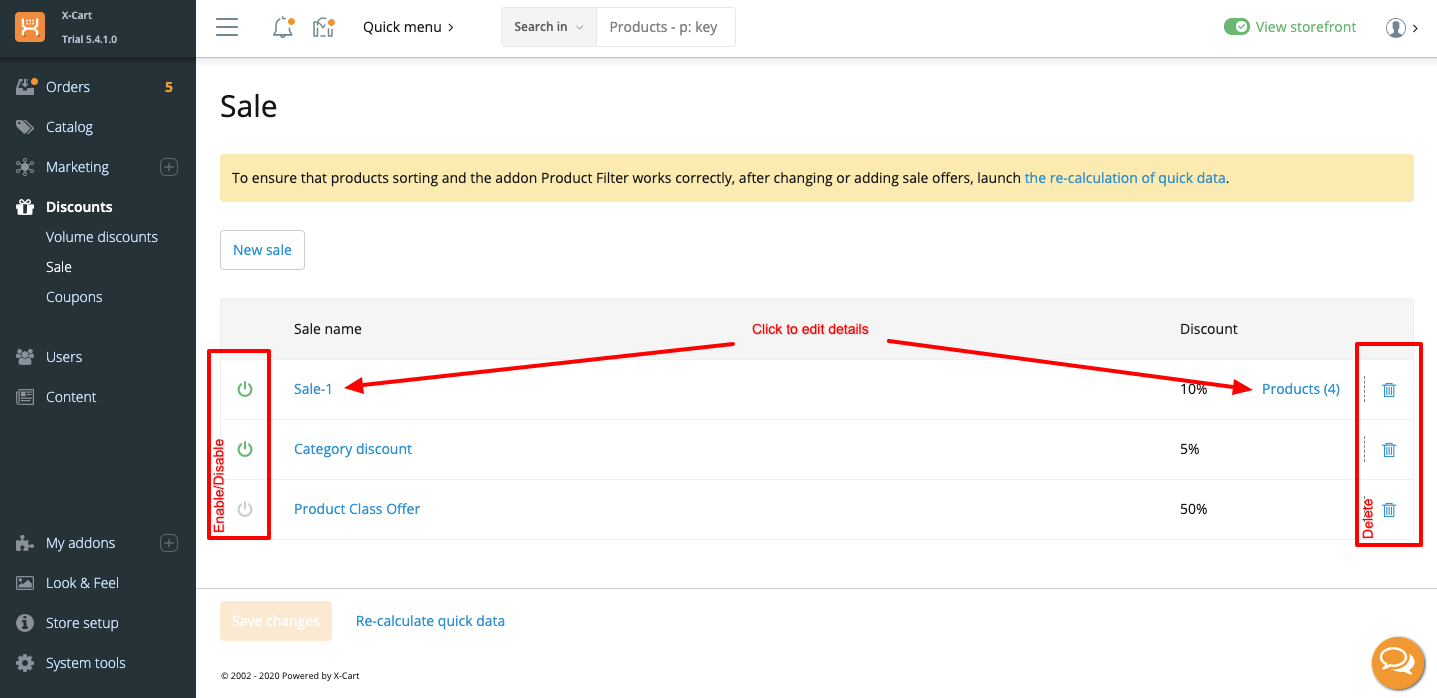 X-Cart
Trial 5.4.1.0
Quick menu
Search in
Products - p: key
View storefront
Orders 5
Catalog
Marketing
Discounts
Volume discounts
Sale
Coupons
Users
Content
My addons
Look & Feel
Store setup
System tools
Sale
To ensure that products sorting and the addon Product Filter works correctly, after changing or adding sale offers, launch the re-calculation of quick data.
New sale
Sale name
Click to edit details
Discount
Sale-1 10% Products (4)
Category discount 5%
Product Class Offer 50%
Enable/Disable
Delete
Save changes
Re-calculate quick data
© 2002 - 2020 Powered by X-Cart